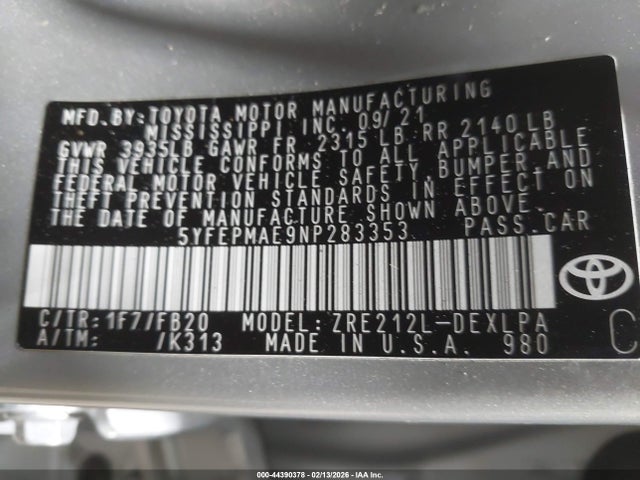 MFD.BY: TOYOTA MOTOR MANUFACTURING
MISSISSIPPI INC. 09/21
GVWR 3935LB GAWR FR 2315 LB RR 2140LB
THIS VEHICLE CONFORMS TO ALL APPLICABLE
FEDERAL MOTOR VEHICLE SAFETY, BUMPER, AND
THEFT PREVENTION STANDARDS IN EFFECT ON
THE DATE OF MANUFACTURE SHOWN ABOVE.
5YFEPMAE9NP283353 PASS.CAR
C/TR: 1F7/FB20 MODEL: ZRE212L-DEXLPA
A/TM: /K313 MADE IN U.S.A. 980
C
TOYOTA
000-44390378 - 02/13/2026 - IAA Inc.